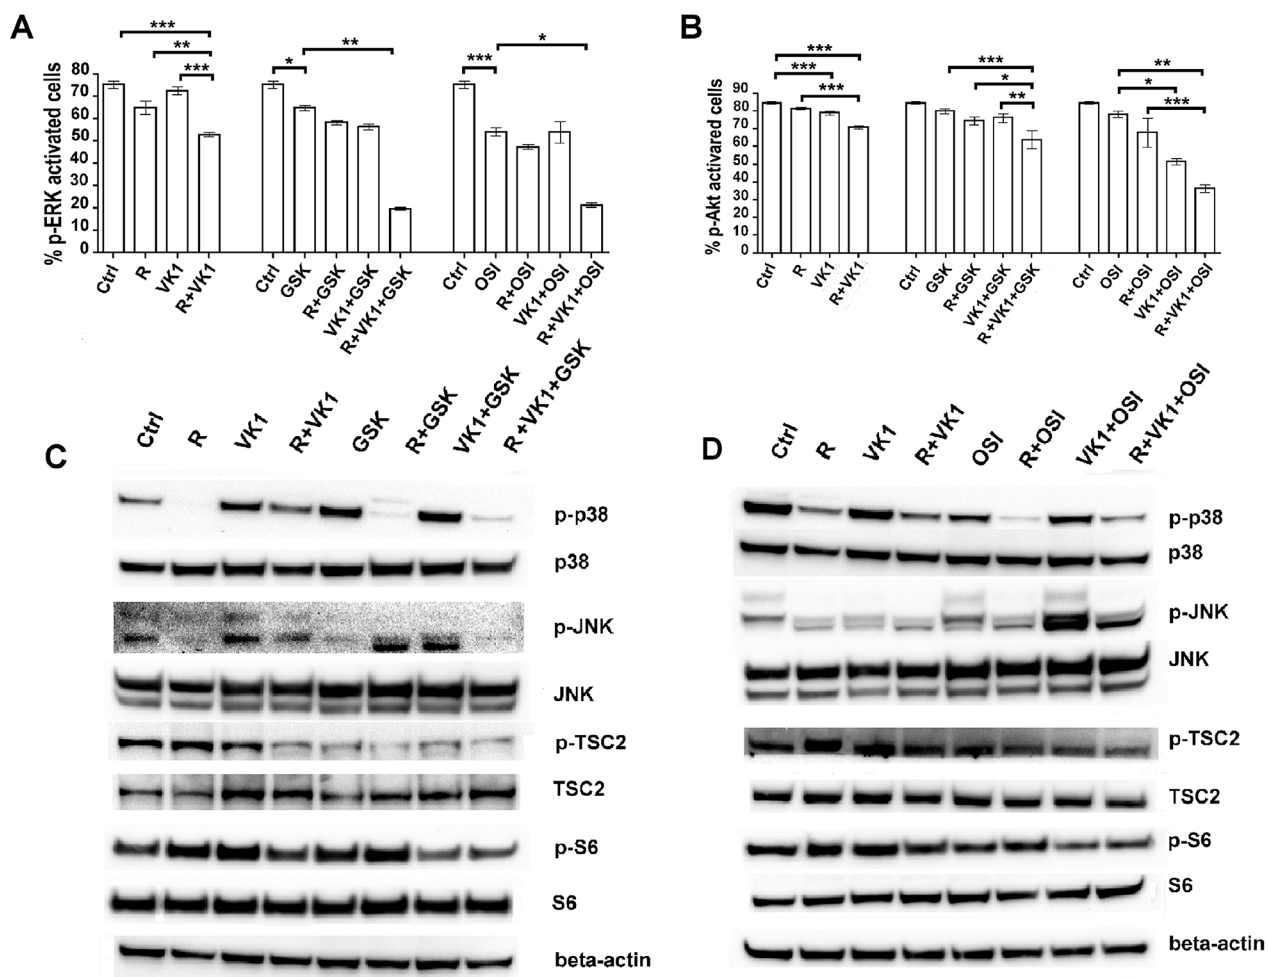 A
B
***
**
***
*
**
***
*
% p-ERK activated cells
80
70
60
50
40
30
20
10
0
Ctrl
R
VK1
R+VK1
Ctrl
GSK
R+GSK
VK1+GSK
R+VK1+GSK
Ctrl
OSI
R+OSI
VK1+OSI
R+VK1+OSI
***
***
***
***
*
**
**
*
***
% p-Akt activared cells
90
80
70
60
50
40
30
20
10
0
Ctrl
R
VK1
R+VK1
Ctrl
GSK
R+GSK
VK1+GSK
R+VK1+GSK
Ctrl
OSI
R+OSI
VK1+OSI
R+VK1+OSI
C
Ctrl
R
VK1
R+VK1
GSK
R+GSK
VK1+GSK
R+VK1+GSK
p-p38
p38
p-JNK
JNK
p-TSC2
TSC2
p-S6
S6
beta-actin
D
Ctrl
R
VK1
R+VK1
OSI
R+OSI
VK1+OSI
R+VK1+OSI
p-p38
p38
p-JNK
JNK
p-TSC2
TSC2
p-S6
S6
beta-actin